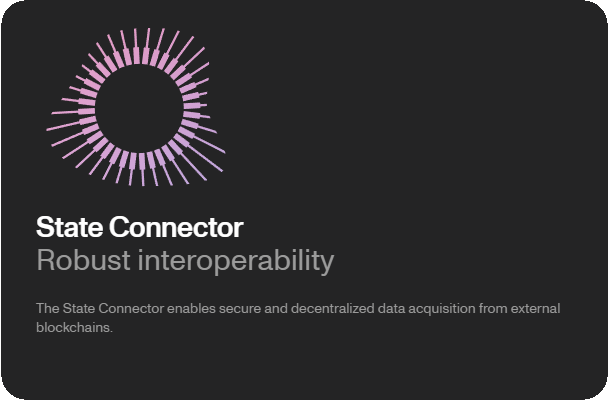 State Connector
Robust interoperability
The State Connector enables secure and decentralized data acquisition from external
blockchains.